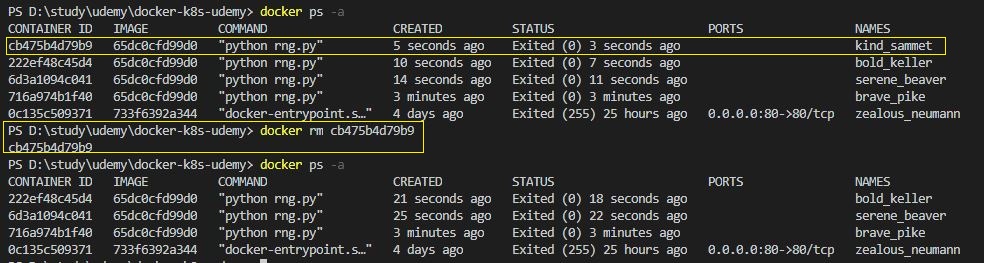 PS D:\study\udemy\docker-k8s-udemy> docker ps -a
CONTAINER ID   IMAGE          COMMAND                  CREATED          STATUS                      PORTS                NAMES
cb475b4d79b9   65dc0cfd99d0   "python rng.py"          5 seconds ago    Exited (0) 3 seconds ago                         kind_sammet
222ef48c45d4   65dc0cfd99d0   "python rng.py"          10 seconds ago   Exited (0) 7 seconds ago                         bold_keller
6d3a1094c041   65dc0cfd99d0   "python rng.py"          14 seconds ago   Exited (0) 11 seconds ago                        serene_beaver
716a974b1f40   65dc0cfd99d0   "python rng.py"          3 minutes ago    Exited (0) 3 minutes ago                         brave_pike
0c135c509371   733f6392a344   "docker-entrypoint.s…"   4 days ago       Exited (255) 25 hours ago   0.0.0.0:80->80/tcp   zealous_neumann
PS D:\study\udemy\docker-k8s-udemy> docker rm cb475b4d79b9
cb475b4d79b9
PS D:\study\udemy\docker-k8s-udemy> docker ps -a
CONTAINER ID   IMAGE          COMMAND                  CREATED          STATUS                      PORTS                NAMES
222ef48c45d4   65dc0cfd99d0   "python rng.py"          21 seconds ago   Exited (0) 18 seconds ago                        bold_keller
6d3a1094c041   65dc0cfd99d0   "python rng.py"          25 seconds ago   Exited (0) 22 seconds ago                        serene_beaver
716a974b1f40   65dc0cfd99d0   "python rng.py"          3 minutes ago    Exited (0) 3 minutes ago                         brave_pike
0c135c509371   733f6392a344   "docker-entrypoint.s…"   4 days ago       Exited (255) 25 hours ago   0.0.0.0:80->80/tcp   zealous_neumann